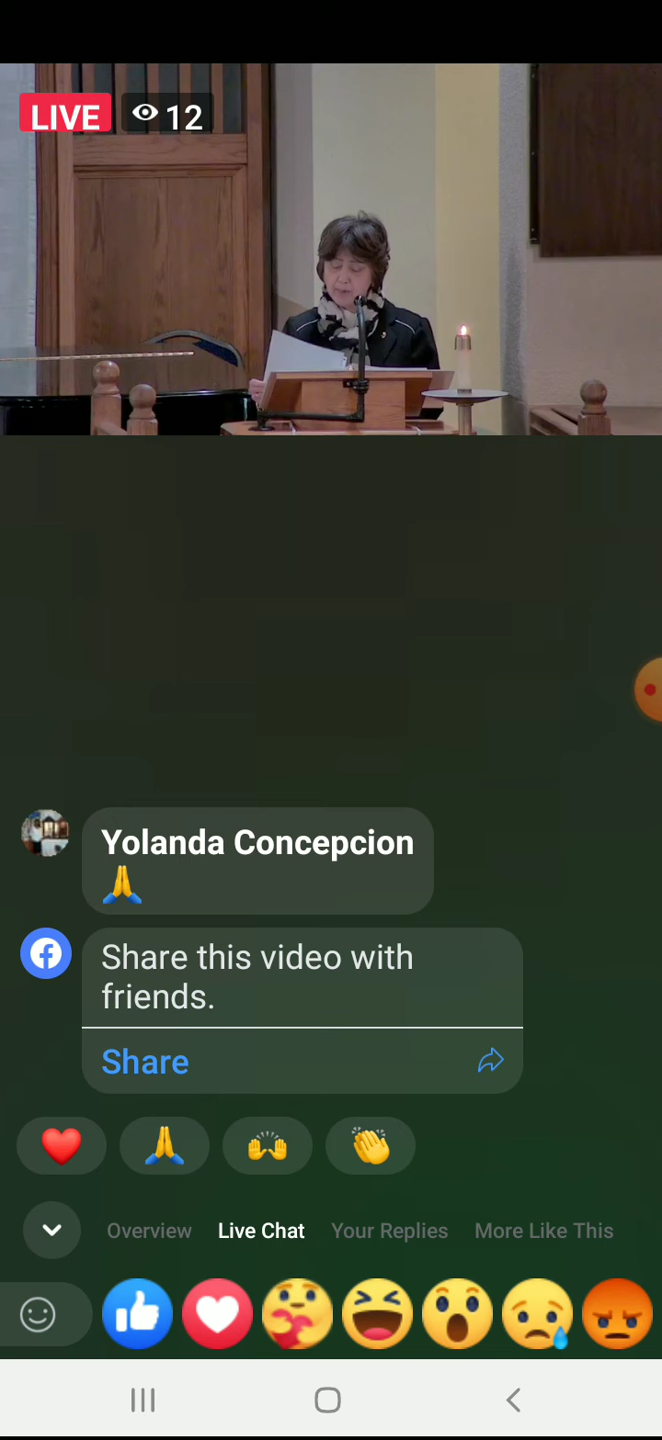 LIVE 12
Yolanda Concepcion
🙏
Share this video with
friends.
Share
Overview Live Chat Your Replies More Like This